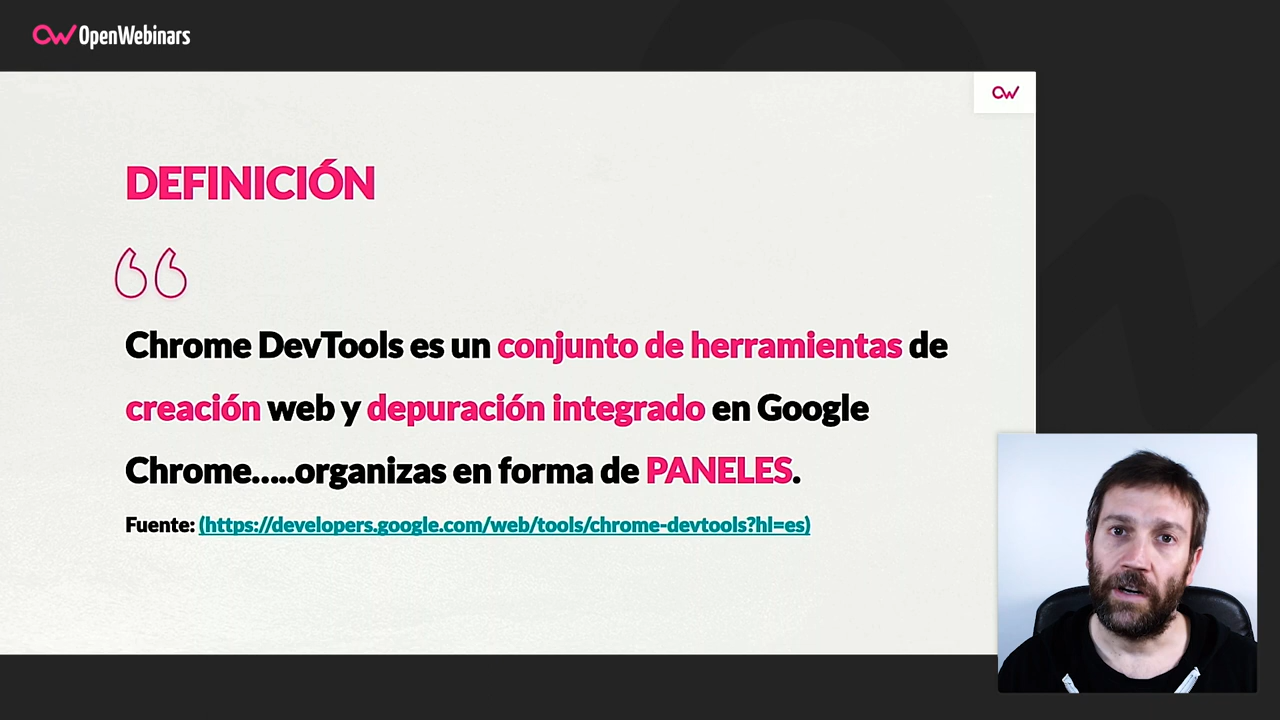 OpenWebinars
DEFINICIÓN
Chrome DevTools es un conjunto de herramientas de
creación web y depuración integrado en Google
Chrome.....organizas en forma de PANELES.
Fuente: (https://developers.google.com/web/tools/chrome-devtools?hl=es)